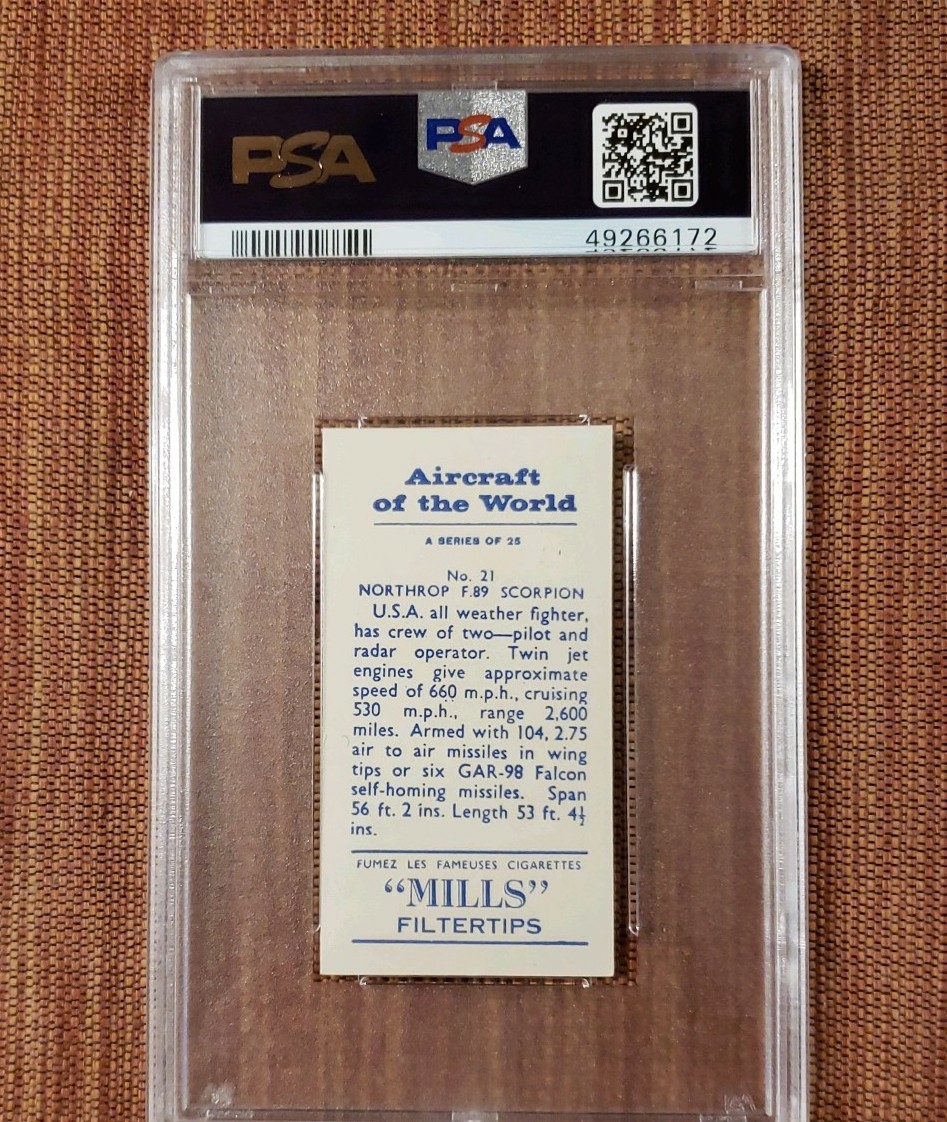 PSA
PSA
49266172
Aircraft
of the World
A SERIES OF 25
No. 21
NORTHROP F.89 SCORPION
U.S.A. all weather fighter,
has crew of two—pilot and
radar operator. Twin jet
engines give approximate
speed of 660 m.p.h., cruising
530 m.p.h., range 2,600
miles. Armed with 104, 2.75
air to air missiles in wing
tips or six GAR-98 Falcon
self-homing missiles. Span
56 ft. 2 ins. Length 53 ft. 4½
ins.
FUMEZ LES FAMEUSES CIGARETTES
“MILLS”
FILTERTIPS